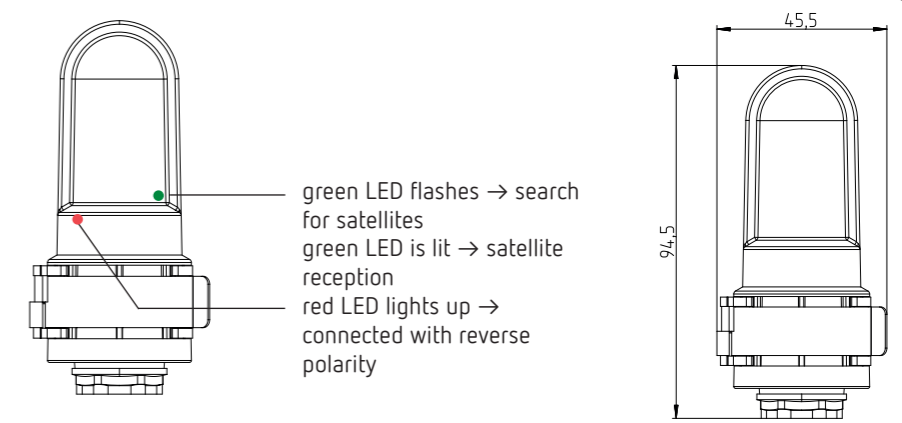 green LED flashes → search
for satellites
green LED is lit → satellite
reception
red LED lights up →
connected with reverse
polarity
45,5
94,5